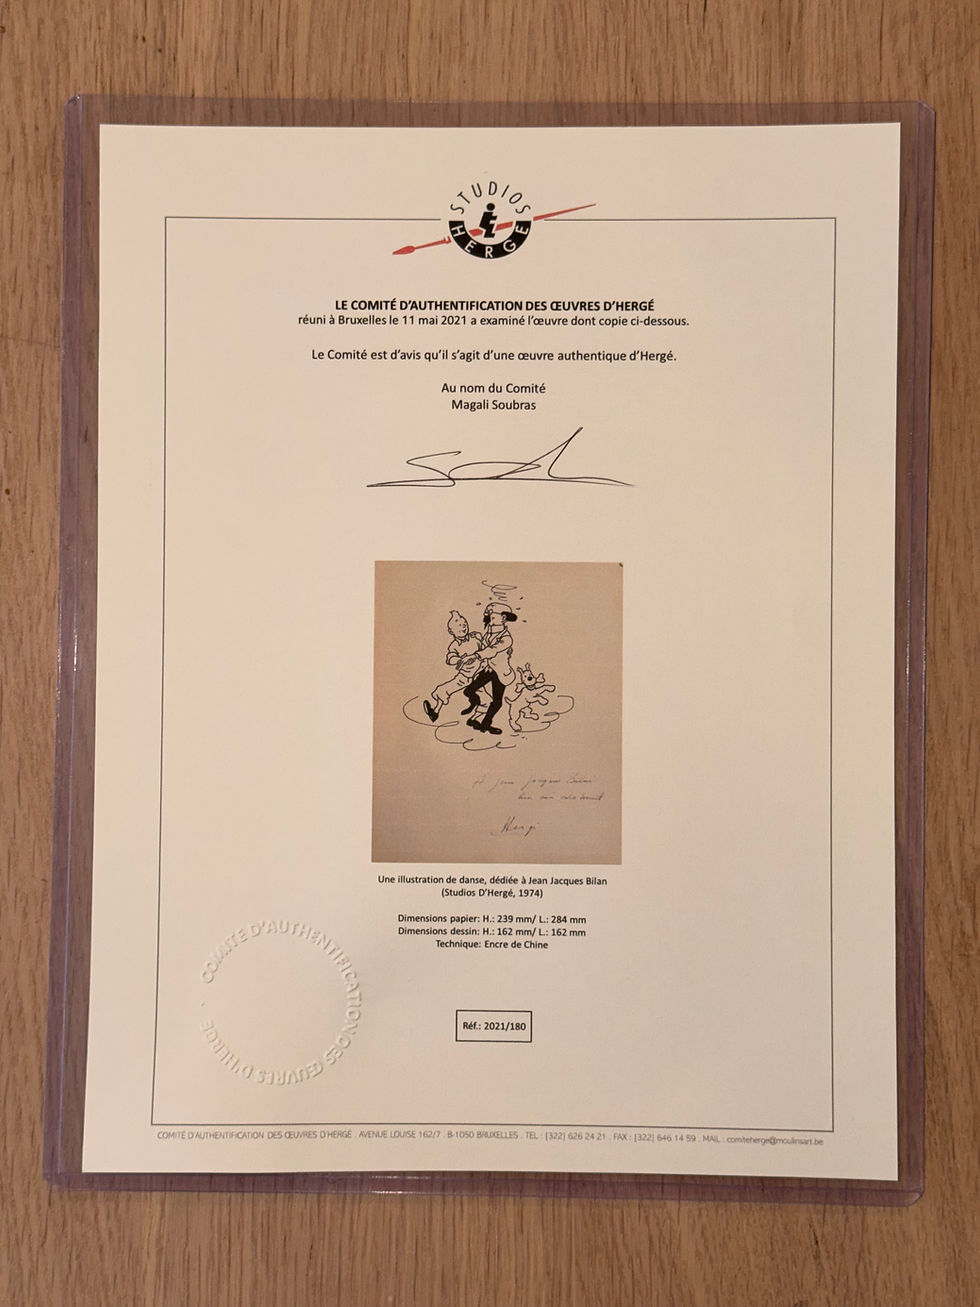 STUDIOS
HERGÉ
LE COMITÉ D'AUTHENTIFICATION DES ŒUVRES D'HERGÉ
réuni à Bruxelles le 11 mai 2021 a examiné l'œuvre dont copie ci-dessous.
Le Comité est d'avis qu'il s'agit d'une œuvre authentique d'Hergé.
Au nom du Comité
Magali Soubras
A Jean Jacques
Hergé
Une illustration de danse, dédiée à Jean Jacques Bilan
(Studios D'Hergé, 1974)
Dimensions papier: H.: 239 mm/ L.: 284 mm
Dimensions dessin: H.: 162 mm/ L.: 162 mm
Technique: Encre de Chine
COMITÉ D'AUTHENTIFICATION DES ŒUVRES D'HERGÉ .
Réf.: 2021/180
COMITÉ D'AUTHENTIFICATION DES ŒUVRES D'HERGÉ . AVENUE LOUISE 162/7 . B-1050 BRUXELLES . TEL : [322] 626 24 21 . FAX : [322] 646 14 59 . MAIL : comiteherge@moulinsart.be